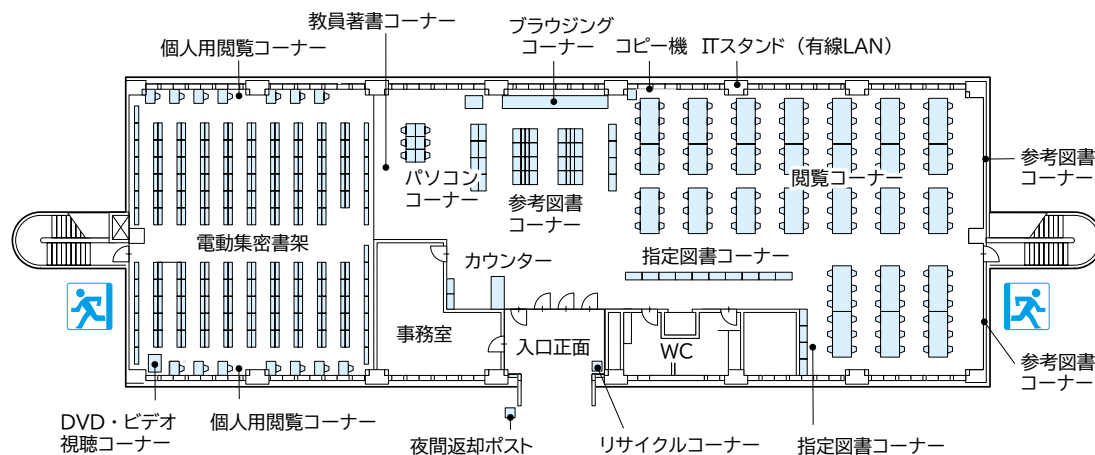 教員著書コーナー
個人用閲覧コーナー
ブラウジング
コーナー
コピー機
ITスタンド（有線LAN）
パソコン
コーナー
参考図書
コーナー
閲覧コーナー
参考図書
コーナー
電動集密書架
カウンター
指定図書コーナー
事務室
入口正面
WC
参考図書
コーナー
DVD・ビデオ
視聴コーナー
個人用閲覧コーナー
夜間返却ポスト
リサイクルコーナー
指定図書コーナー